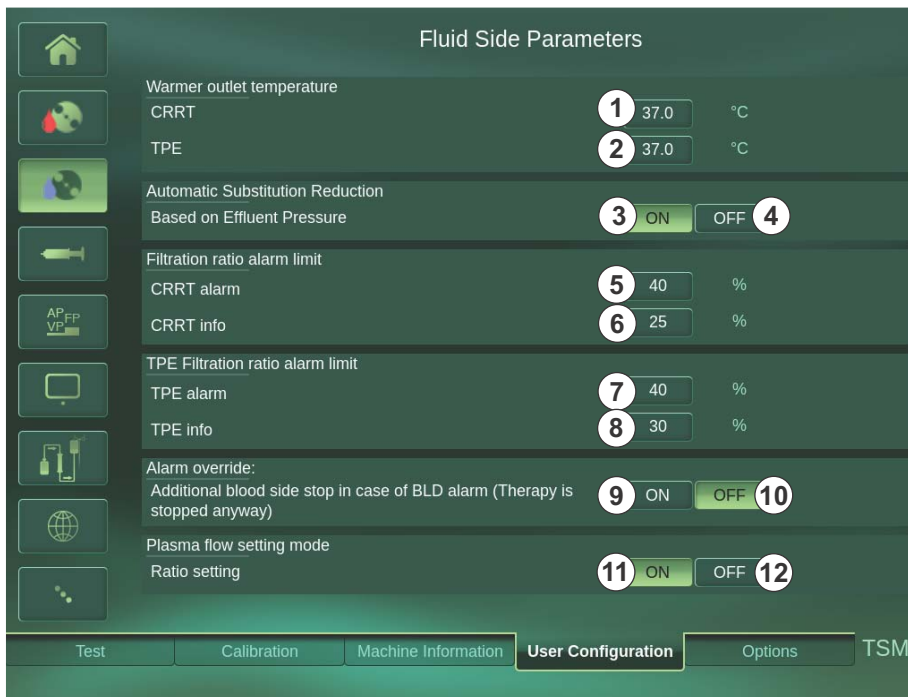 Fluid Side Parameters
Warmer outlet temperature
CRRT 1 37.0 °C
TPE 2 37.0 °C
Automatic Substitution Reduction
Based on Effluent Pressure 3 ON OFF 4
Filtration ratio alarm limit
CRRT alarm 5 40 %
CRRT info 6 25 %
AP FP
VP
TPE Filtration ratio alarm limit
TPE alarm 7 40 %
TPE info 8 30 %
Alarm override:
Additional blood side stop in case of BLD alarm (Therapy is
stopped anyway) 9 ON OFF 10
Plasma flow setting mode
Ratio setting 11 ON OFF 12
Test Calibration Machine Information User Configuration Options TSM